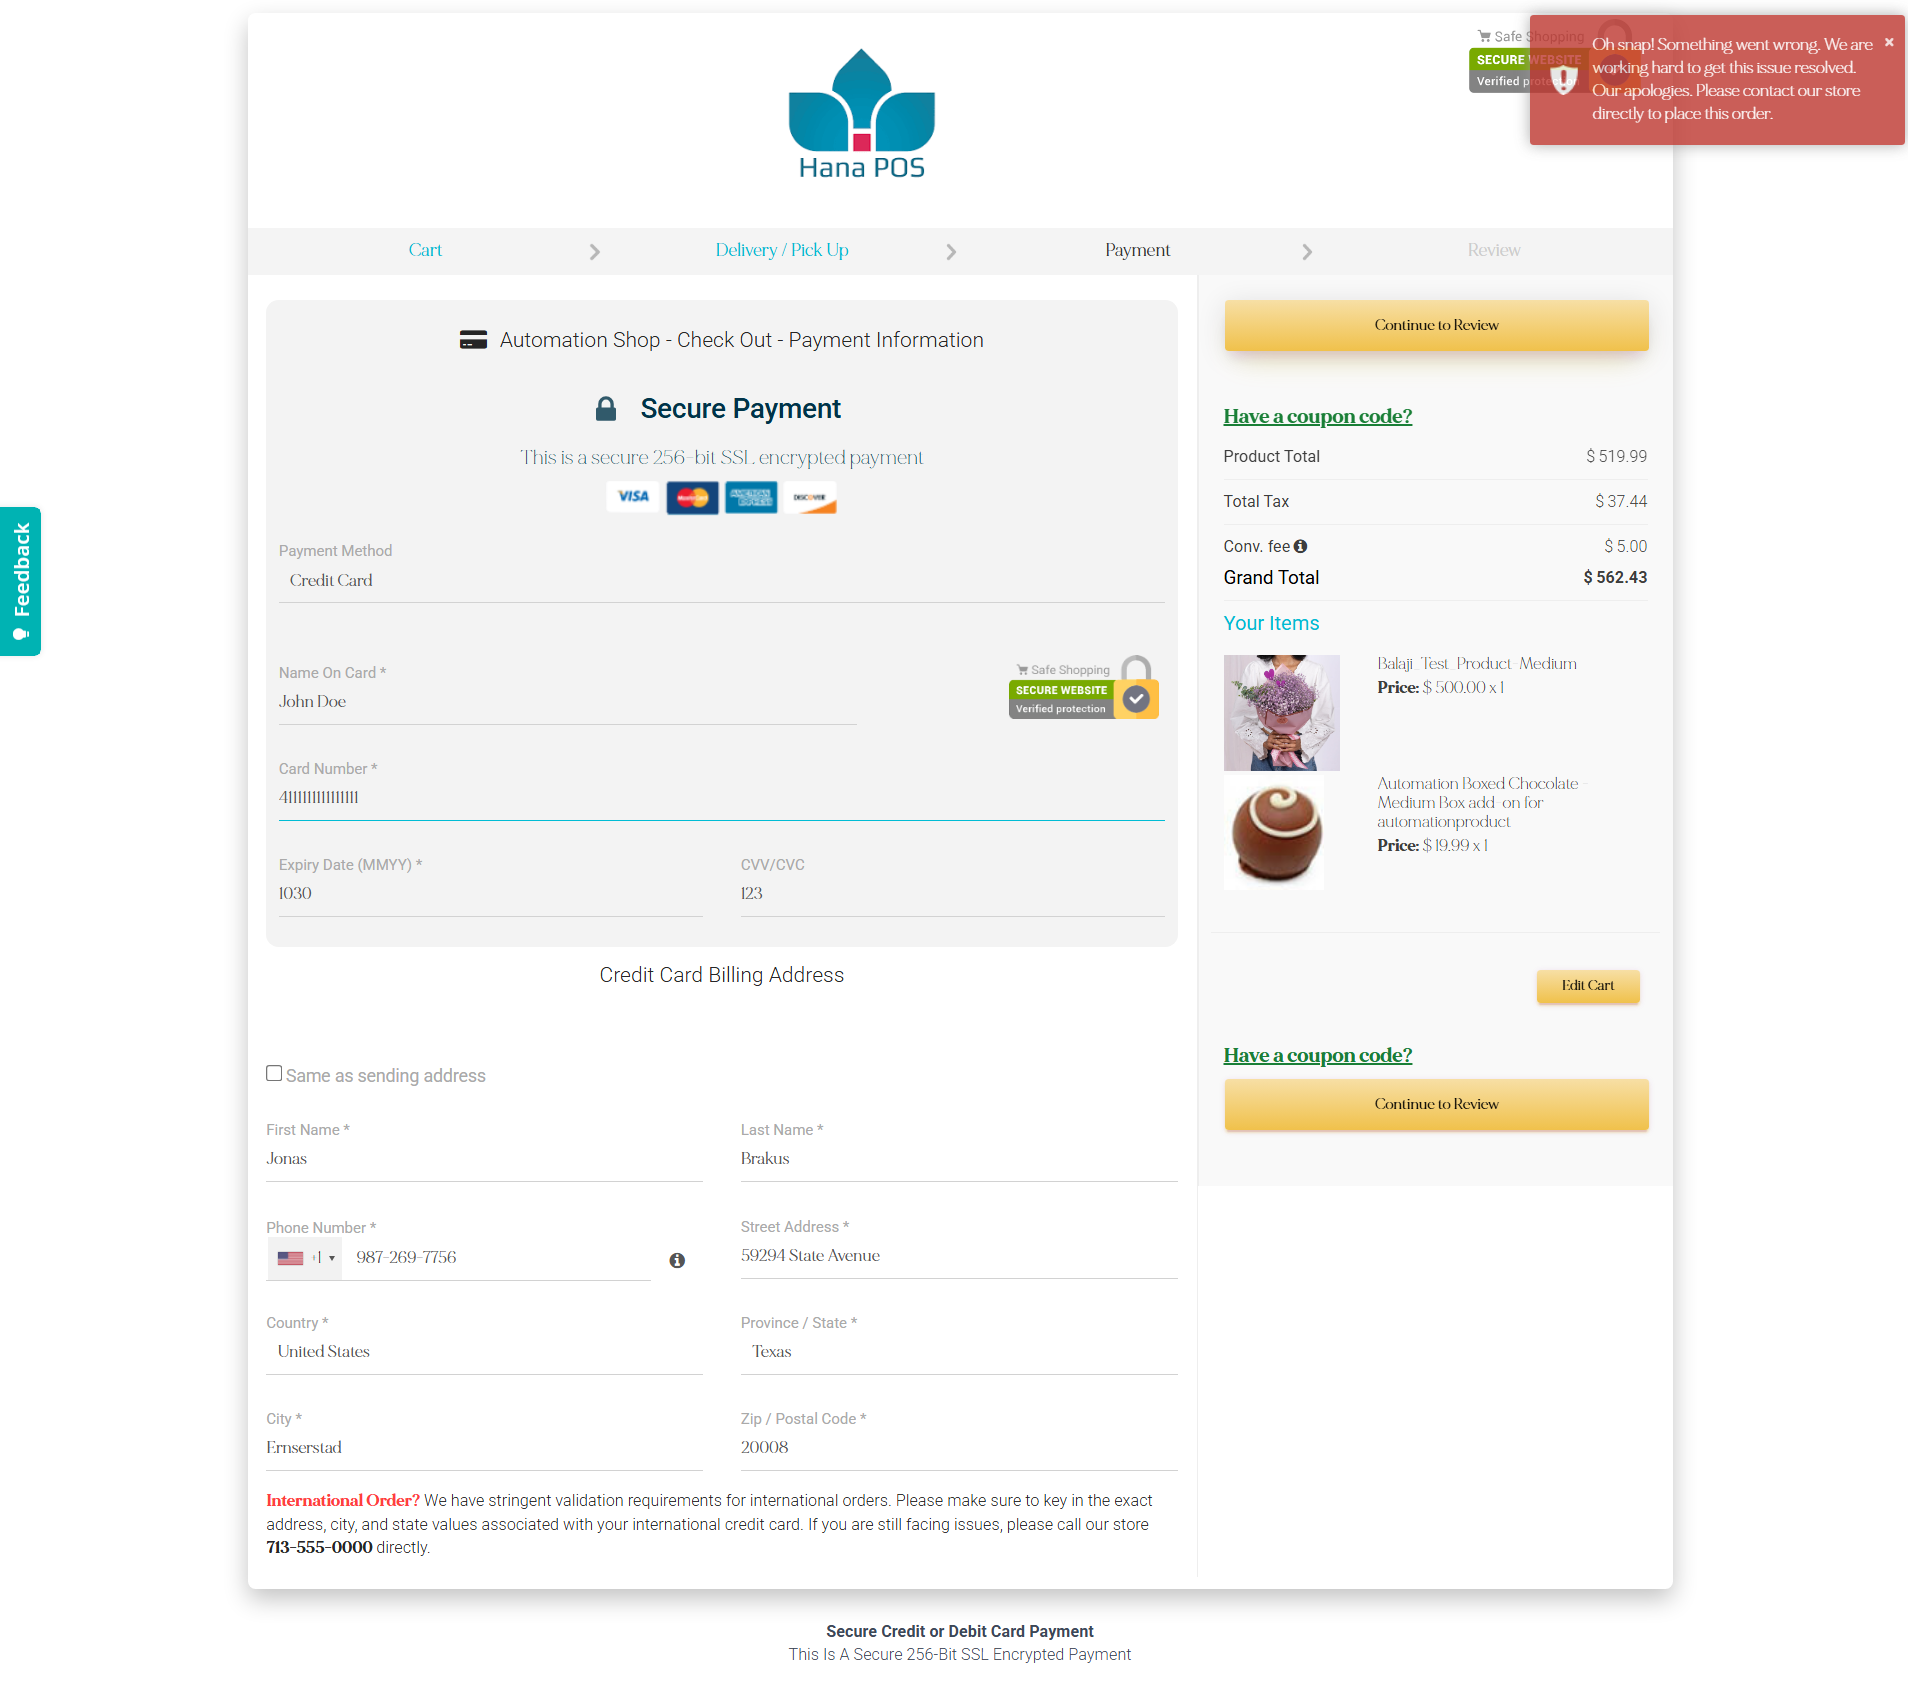 Safe Shopping
SECURE WEBSITE
Verified protection
Oh snap! Something went wrong. We are
working hard to get this issue resolved.
Our apologies. Please contact our store
directly to place this order.
×
Hana POS
Cart
Delivery / Pick Up
Payment
Review
Automation Shop - Check Out - Payment Information
Secure Payment
This is a secure 256-bit SSL encrypted payment
VISA
MasterCard
AMERICAN EXPRESS
DISCOVER
Payment Method
Credit Card
Name On Card *
John Doe
Safe Shopping
SECURE WEBSITE
Verified protection
Card Number *
4111111111111111
Expiry Date (MMYY) *
1030
CVV/CVC
123
Credit Card Billing Address
Same as sending address
First Name *
Jonas
Last Name *
Brakus
Phone Number *
+1
987-269-7756
Street Address *
59294 State Avenue
Country *
United States
Province / State *
Texas
City *
Ernserstad
Zip / Postal Code *
20008
International Order? We have stringent validation requirements for international orders. Please make sure to key in the exact
address, city, and state values associated with your international credit card. If you are still facing issues, please call our store
713-555-0000 directly.
Continue to Review
Have a coupon code?
Product Total
$ 519.99
Total Tax
$ 37.44
Conv. fee
$ 5.00
Grand Total
$ 562.43
Your Items
Balaji_Test_Product-Medium
Price: $ 500.00 x 1
Automation Boxed Chocolate -
Medium Box add-on for
automationproduct
Price: $ 19.99 x 1
Edit Cart
Have a coupon code?
Continue to Review
Feedback
Secure Credit or Debit Card Payment
This Is A Secure 256-Bit SSL Encrypted Payment